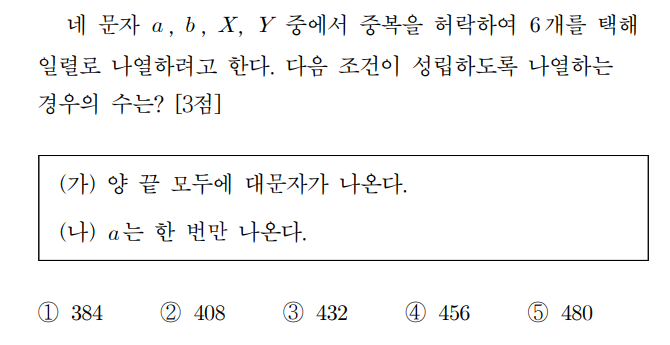 네 문자 a, b, X, Y 중에서 중복을 허락하여 6개를 택해
일렬로 나열하려고 한다. 다음 조건이 성립하도록 나열하는
경우의 수는? [3점]
(가) 양 끝 모두에 대문자가 나온다.
(나) a는 한 번만 나온다.
① 384 ② 408 ③ 432 ④ 456 ⑤ 480